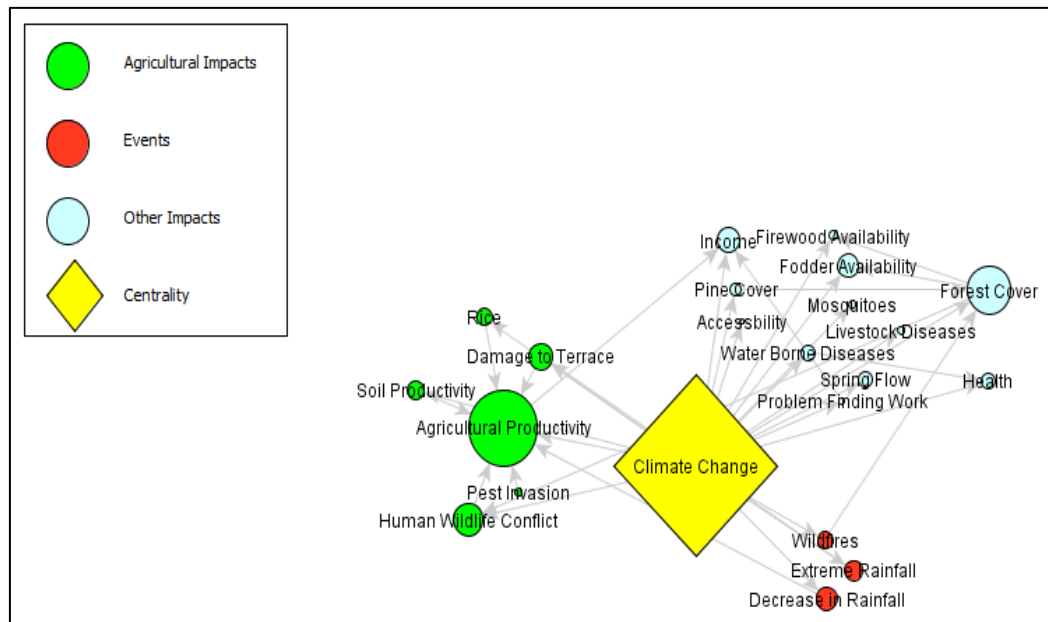 Agricultural Impacts
Events
Other Impacts
Centrality
Income
Firewood Availability
Fodder Availability
Pine Cover
Forest Cover
Mosquitoes
Accessbility
Livestock Diseases
Rice
Damage to Terrace
Water Borne Diseases
Soil Productivity
Spring Flow
Health
Problem Finding Work
Agricultural Productivity
Climate Change
Pest Invasion
Human Wildlife Conflict
Wildfires
Extreme Rainfall
Decrease in Rainfall